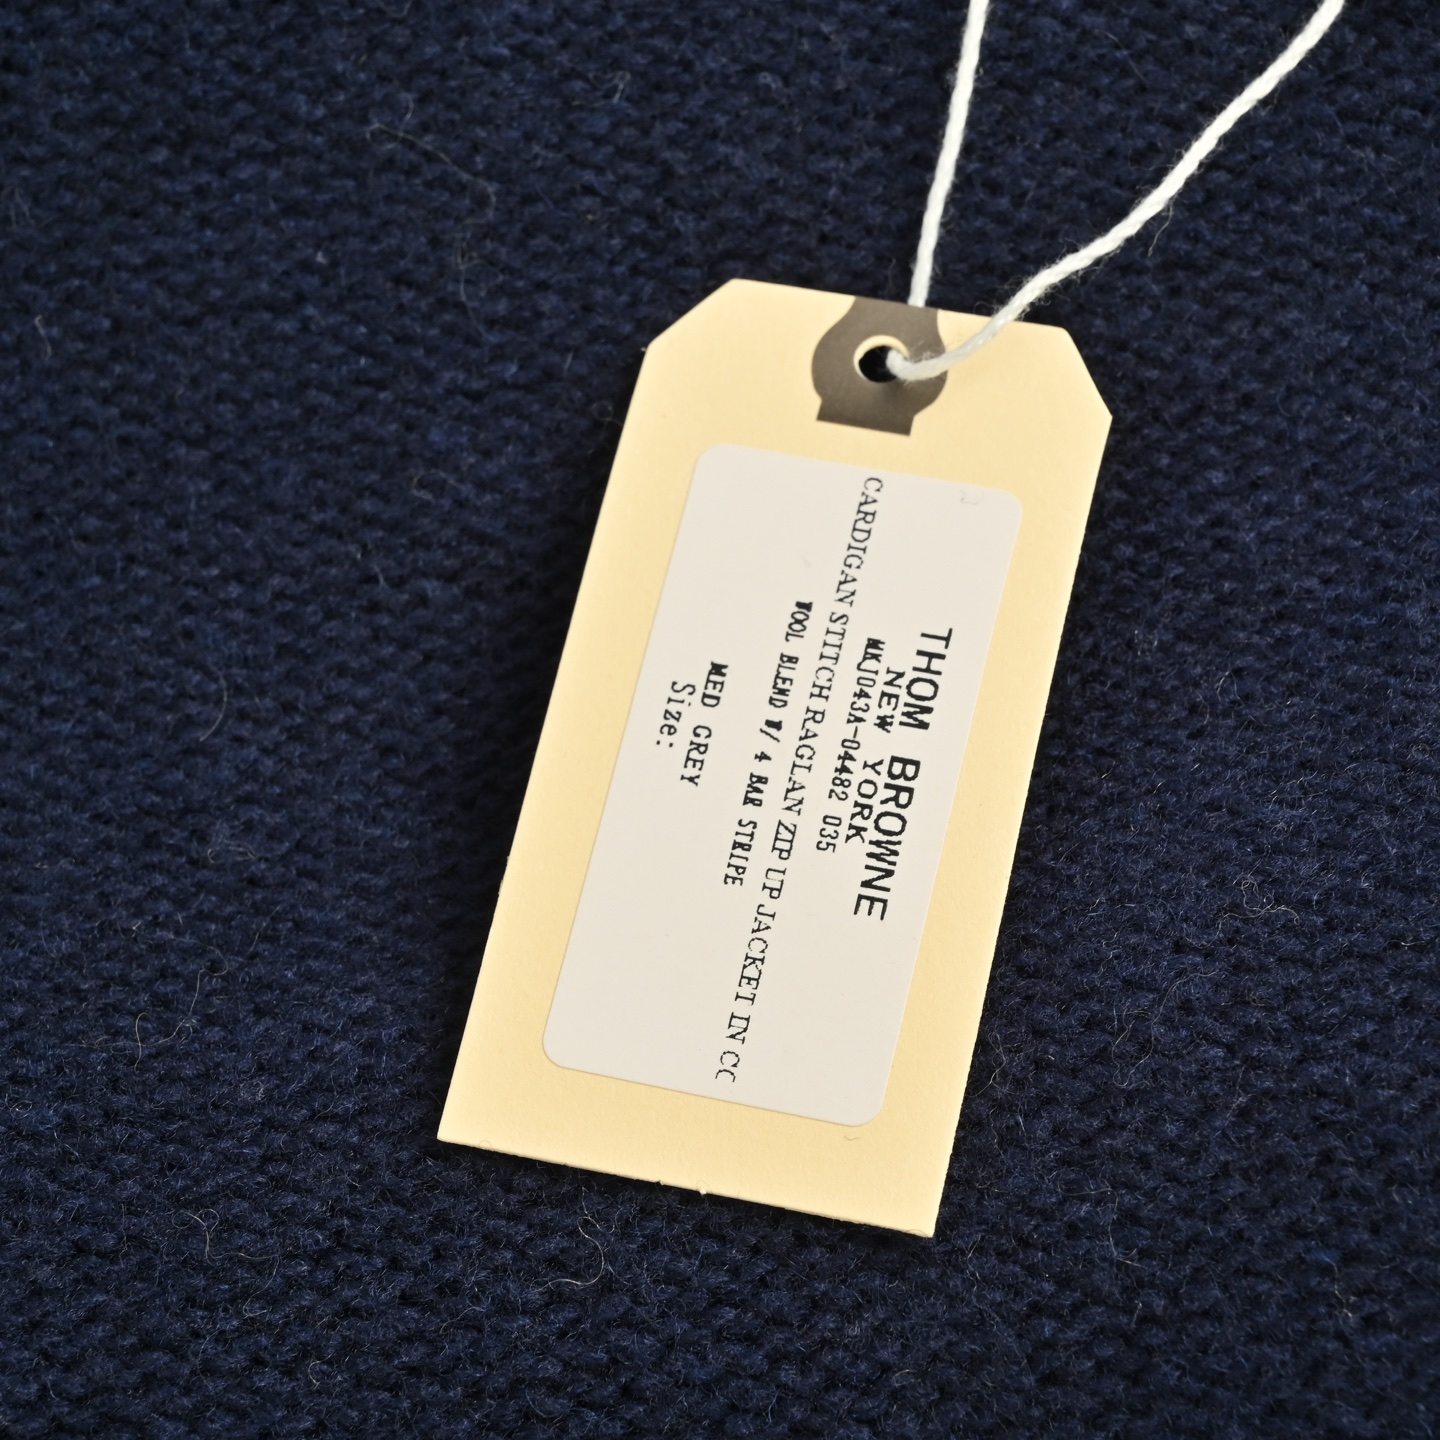 THOM BROWNE
NEW YORK
MKJ043A-04482 035
CARDIGAN STITCH RAGLAN ZIP UP JACKET IN CC
WOOL BLEND W/ 4 BAR STRIPE
MED GREY
Size: